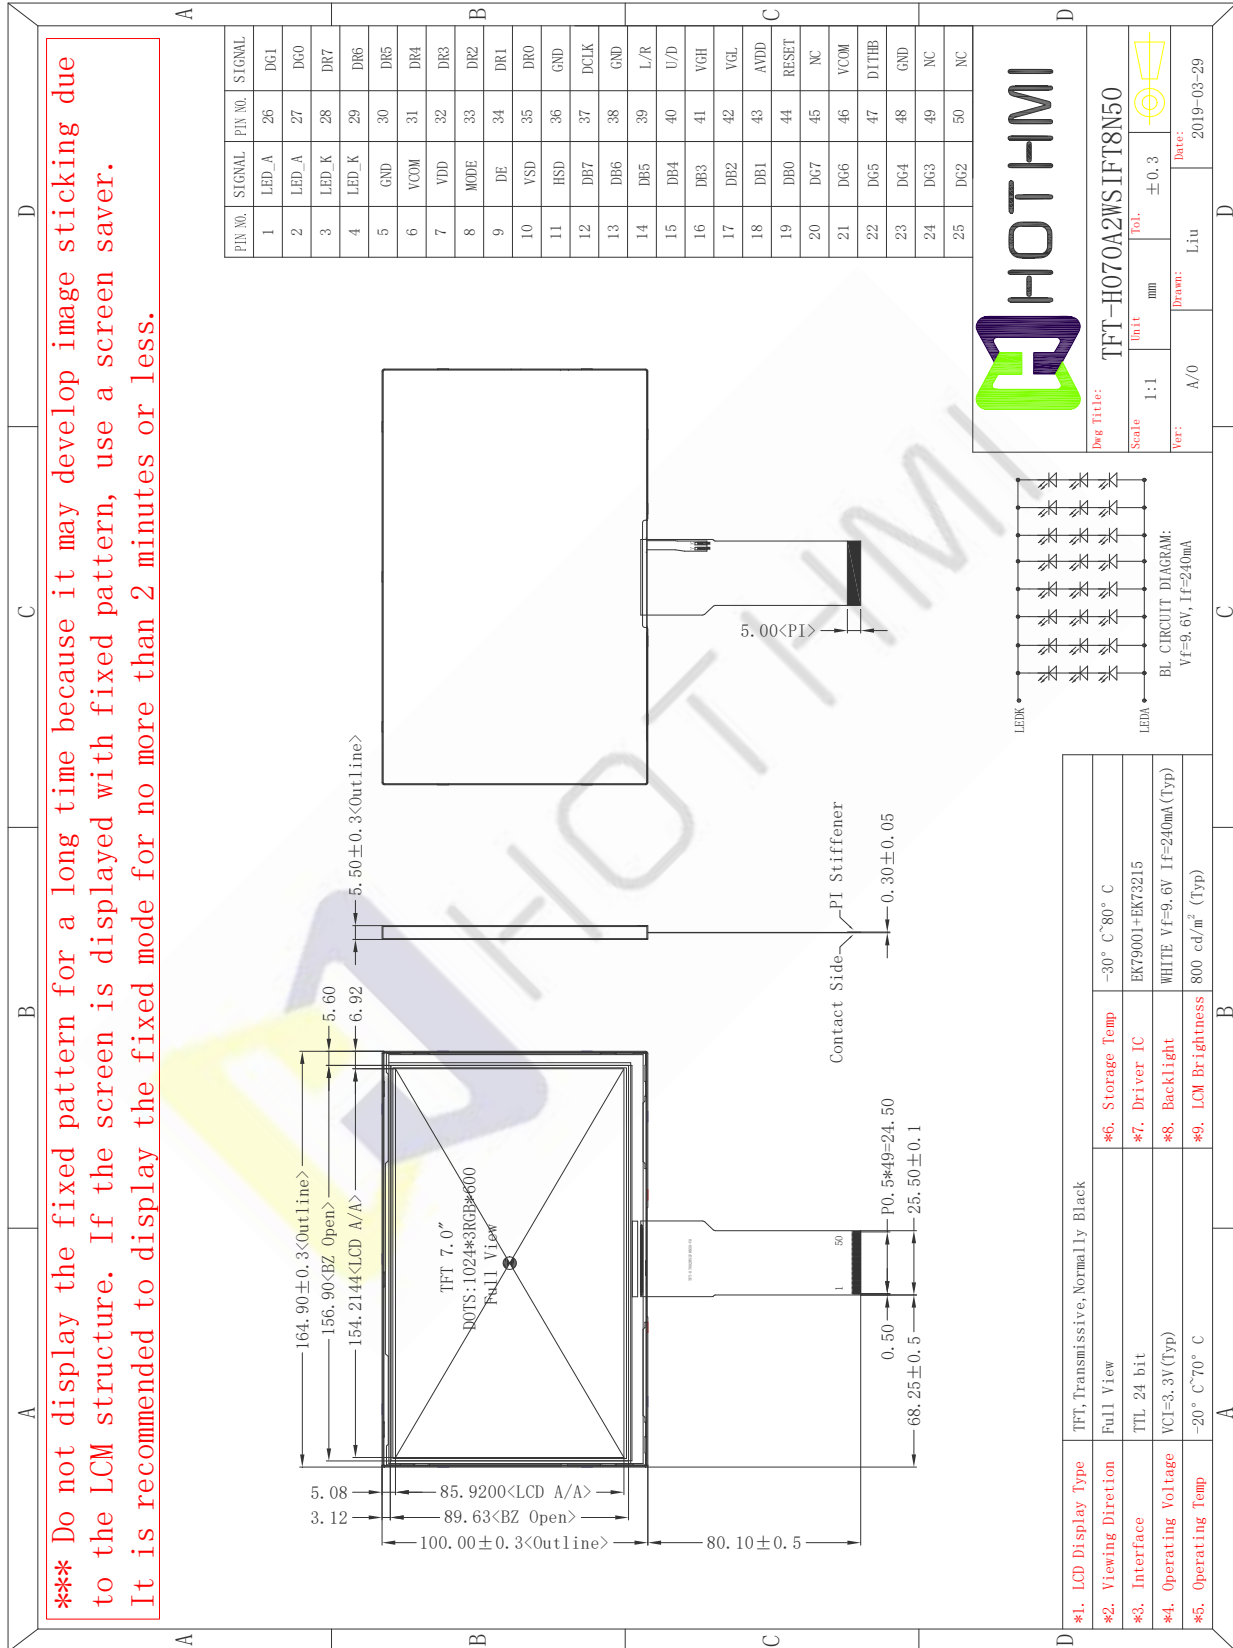 *** Do not display the fixed pattern for a long time because it may develop image sticking due
to the LCM structure. If the screen is displayed with fixed pattern, use a screen saver.
It is recommended to display the fixed mode for no more than 2 minutes or less.
A
B
C
D
A
B
C
D
164.90±0.3<Outline>
156.90<BZ Open>
154.2144<LCD A/A>
5.60
6.92
5.50±0.3<Outline>
5.08
3.12
85.9200<LCD A/A>
89.63<BZ Open>
100.00±0.3<Outline>
80.10±0.5
TFT 7.0″
DOTS:1024*3RGB*600
Full View
1
50
0.50
P0.5*49=24.50
68.25±0.5
25.50±0.1
Contact Side
PI Stiffener
0.30±0.05
5.00<PI>
PIN NO. SIGNAL PIN NO. SIGNAL
1 LED_A 26 DG1
2 LED_A 27 DG0
3 LED_K 28 DR7
4 LED_K 29 DR6
5 GND 30 DR5
6 VCOM 31 DR4
7 VDD 32 DR3
8 MODE 33 DR2
9 DE 34 DR1
10 VSD 35 DR0
11 HSD 36 GND
12 DB7 37 DCLK
13 DB6 38 GND
14 DB5 39 L/R
15 DB4 40 U/D
16 DB3 41 VGH
17 DB2 42 VGL
18 DB1 43 AVDD
19 DB0 44 RESET
20 DG7 45 NC
21 DG6 46 VCOM
22 DG5 47 DITHB
23 DG4 48 GND
24 DG3 49 NC
25 DG2 50 NC
HOTHMI
*1. LCD Display Type TFT,Transmissive,Normally Black
*2. Viewing Diretion Full View *6. Storage Temp -30° C~80° C
*3. Interface TTL 24 bit *7. Driver IC EK79001+EK73215
*4. Operating Voltage VCI=3.3V(Typ) *8. Backlight WHITE Vf=9.6V If=240mA(Typ)
*5. Operating Temp -20° C~70° C *9. LCM Brightness 800 cd/m² (Typ)
LEDK
LEDA
BL CIRCUIT DIAGRAM:
Vf=9.6V,If=240mA
HOTHMI
Dwg Title: TFT-H070A2WSIFT8N50
Scale 1:1 Unit mm Tol. ±0.3
Ver: A/0 Drawn: Liu Date: 2019-03-29
A
B
C
D
A
B
C
D